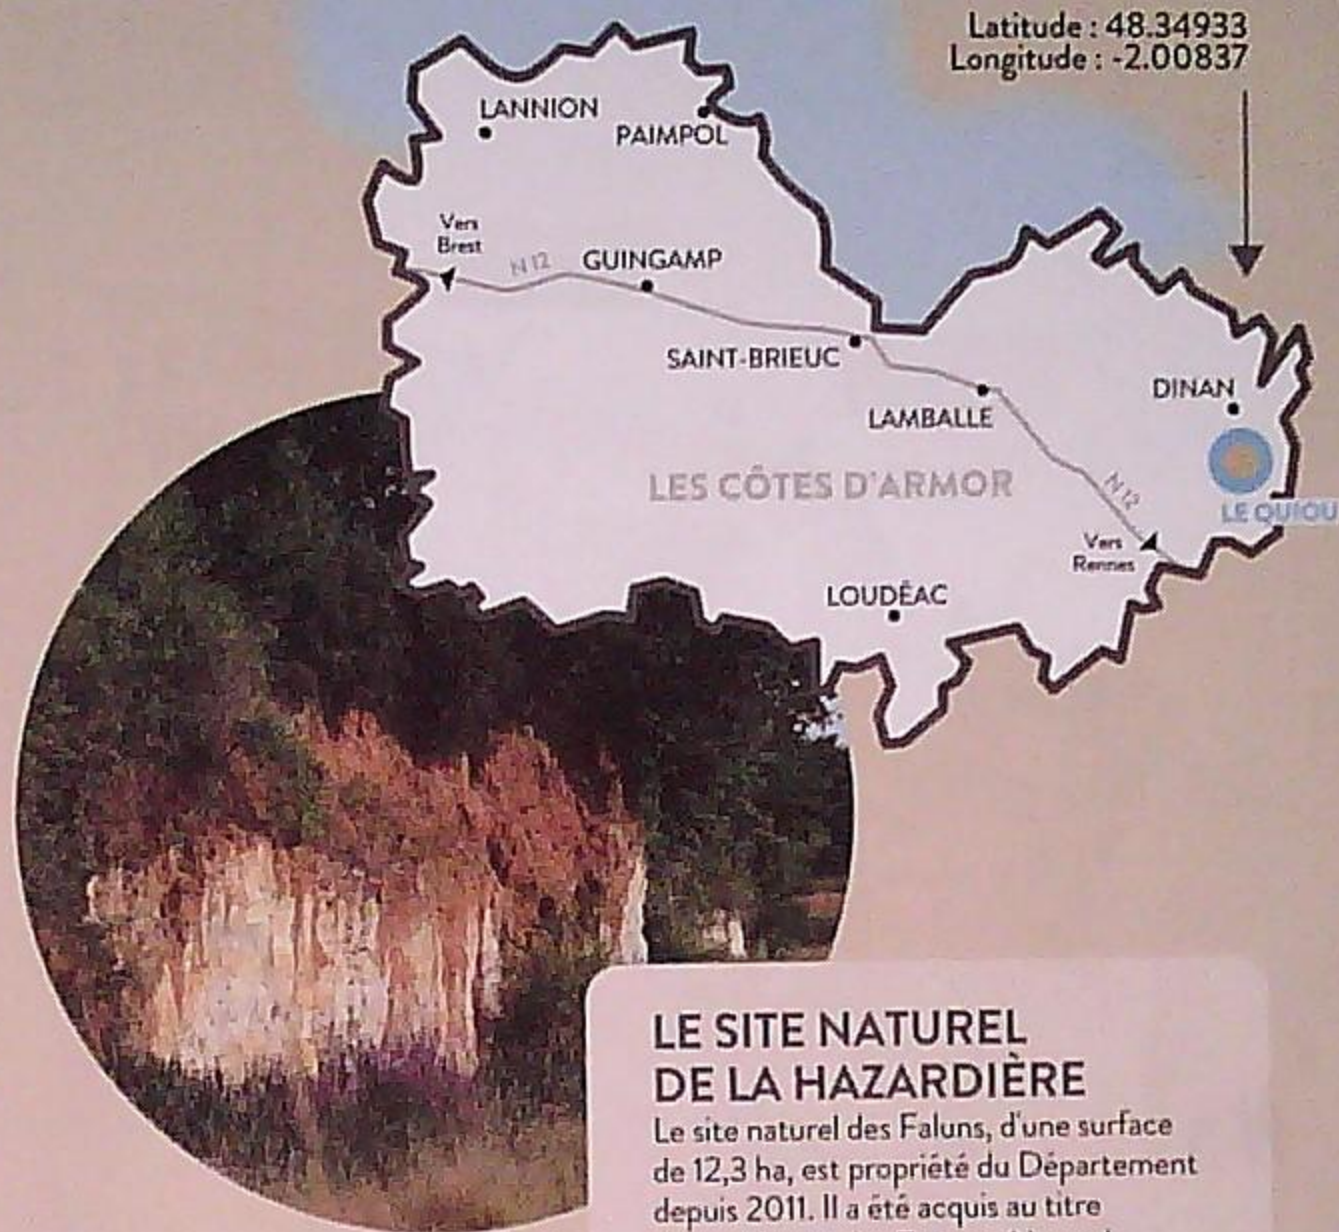 Latitude : 48.34933
Longitude : -2.00837
LANNION
PAIMPOL
Vers
Brest
N 12
GUINGAMP
SAINT-BRIEUC
LAMBALLE
DINAN
LES CÔTES D'ARMOR
N 12
LE QUIOU
Vers
Rennes
LOUDÉAC
LE SITE NATUREL
DE LA HAZARDIÈRE
Le site naturel des Faluns, d'une surface
de 12,3 ha, est propriété du Département
depuis 2011. Il a été acquis au titre